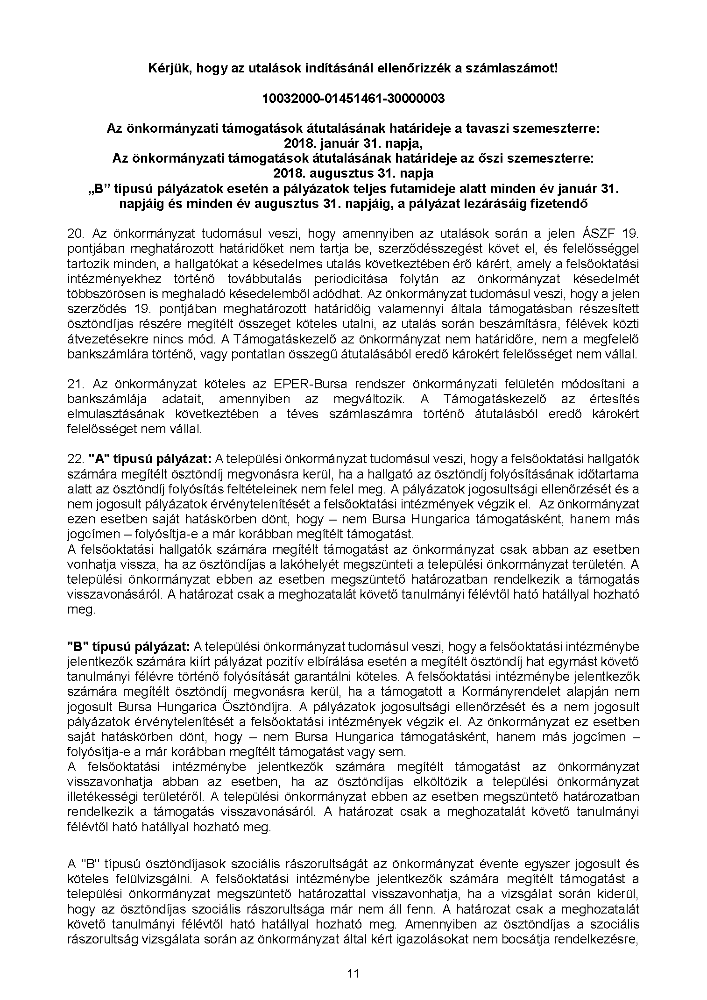 Kérjük, hogy az utalások indításánál ellenőrizzék a számlaszámot!
10032000-01451461-30000003
Az önkormányzati támogatások átutalásának határideje a tavaszi szemeszterre:
2018. január 31. napja,
Az önkormányzati támogatások átutalásának határideje az őszi szemeszterre:
2018. augusztus 31. napja
„B” típusú pályázatok esetén a pályázatok teljes futamideje alatt minden év január 31.
napjáig és minden év augusztus 31. napjáig, a pályázat lezárásáig fizetendő
20. Az önkormányzat tudomásul veszi, hogy amennyiben az utalások során a jelen ÁSZF 19.
pontjában meghatározott határidőket nem tartja be, szerződésszegést követ el, és felelősséggel
tartozik minden, a hallgatókat a késedelmes utalás következtében érő kárért, amely a felsőoktatási
intézményekhez történő továbbutalás periodicitása folytán az önkormányzat késedelmét
többszörösen is meghaladó késedelemből adódhat. Az önkormányzat tudomásul veszi, hogy a jelen
szerződés 19. pontjában meghatározott határidőig valamennyi általa támogatásban részesített
ösztöndíjas részére megítélt összeget köteles utalni, az utalás során beszámításra, félévek közti
átvezetésekre nincs mód. A Támogatáskezelő az önkormányzat nem határidőre, nem a megfelelő
bankszámlára történő, vagy pontatlan összegű átutalásából eredő károkért felelősséget nem vállal.
21. Az önkormányzat köteles az EPER-Bursa rendszer önkormányzati felületén módosítani a
bankszámlája adatait, amennyiben az megváltozik. A Támogatáskezelő az értesítés
elmulasztásának következtében a téves számlaszámra történő átutalásból eredő károkért
felelősséget nem vállal.
22. "A" típusú pályázat: A települési önkormányzat tudomásul veszi, hogy a felsőoktatási hallgatók
számára megítélt ösztöndíj megvonásra kerül, ha a hallgató az ösztöndíj folyósításának időtartama
alatt az ösztöndíj folyósítás feltételeinek nem felel meg. A pályázatok jogosultsági ellenőrzését és a
nem jogosult pályázatok érvénytelenítését a felsőoktatási intézmények végzik el. Az önkormányzat
ezen esetben saját hatáskörben dönt, hogy – nem Bursa Hungarica támogatásként, hanem más
jogcímen – folyósítja-e a már korábban megítélt támogatást.
A felsőoktatási hallgatók számára megítélt támogatást az önkormányzat csak abban az esetben
vonhatja vissza, ha az ösztöndíjas a lakóhelyét megszünteti a települési önkormányzat területén. A
települési önkormányzat ebben az esetben megszüntető határozatban rendelkezik a támogatás
visszavonásáról. A határozat csak a meghozatalát követő tanulmányi félévtől ható hatállyal hozható
meg.
"B" típusú pályázat: A települési önkormányzat tudomásul veszi, hogy a felsőoktatási intézménybe
jelentkezők számára kiírt pályázat pozitív elbírálása esetén a megítélt ösztöndíj hat egymást követő
tanulmányi félévre történő folyósítását garantálni köteles. A felsőoktatási intézménybe jelentkezők
számára megítélt ösztöndíj megvonásra kerül, ha a támogatott a Kormányrendelet alapján nem
jogosult Bursa Hungarica Ösztöndíjra. A pályázatok jogosultsági ellenőrzését és a nem jogosult
pályázatok érvénytelenítését a felsőoktatási intézmények végzik el. Az önkormányzat ez esetben
saját hatáskörben dönt, hogy – nem Bursa Hungarica támogatásként, hanem más jogcímen –
folyósítja-e a már korábban megítélt támogatást vagy sem.
A felsőoktatási intézménybe jelentkezők számára megítélt támogatást az önkormányzat
visszavonhatja abban az esetben, ha az ösztöndíjas elköltözik a települési önkormányzat
illetékességi területéről. A települési önkormányzat ebben az esetben megszüntető határozatban
rendelkezik a támogatás visszavonásáról. A határozat csak a meghozatalát követő tanulmányi
félévtől ható hatállyal hozható meg.
A "B" típusú ösztöndíjasok szociális rászorultságát az önkormányzat évente egyszer jogosult és
köteles felülvizsgálni. A felsőoktatási intézménybe jelentkezők számára megítélt támogatást a
települési önkormányzat megszüntető határozattal visszavonhatja, ha a vizsgálat során kiderül,
hogy az ösztöndíjas szociális rászorultsága már nem áll fenn. A határozat csak a meghozatalát
követő tanulmányi félévtől ható hatállyal hozható meg. Amennyiben az ösztöndíjas a szociális
rászorultság vizsgálata során az önkormányzat által kért igazolásokat nem bocsátja rendelkezésre,
11